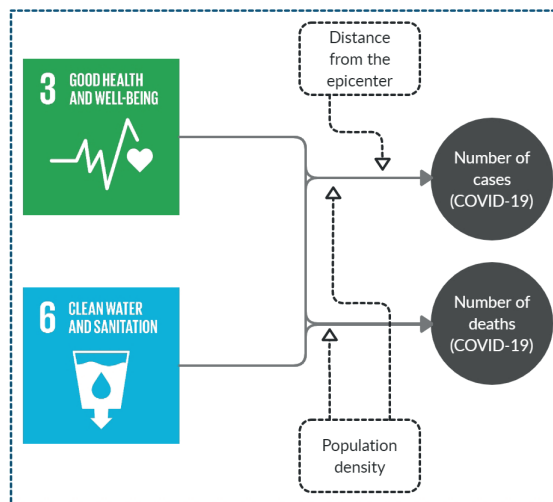 3 GOOD HEALTH
AND WELL-BEING
Distance
from the
epicenter
Number of
cases
(COVID-19)
6 CLEAN WATER
AND SANITATION
Number of
deaths
(COVID-19)
Population
density